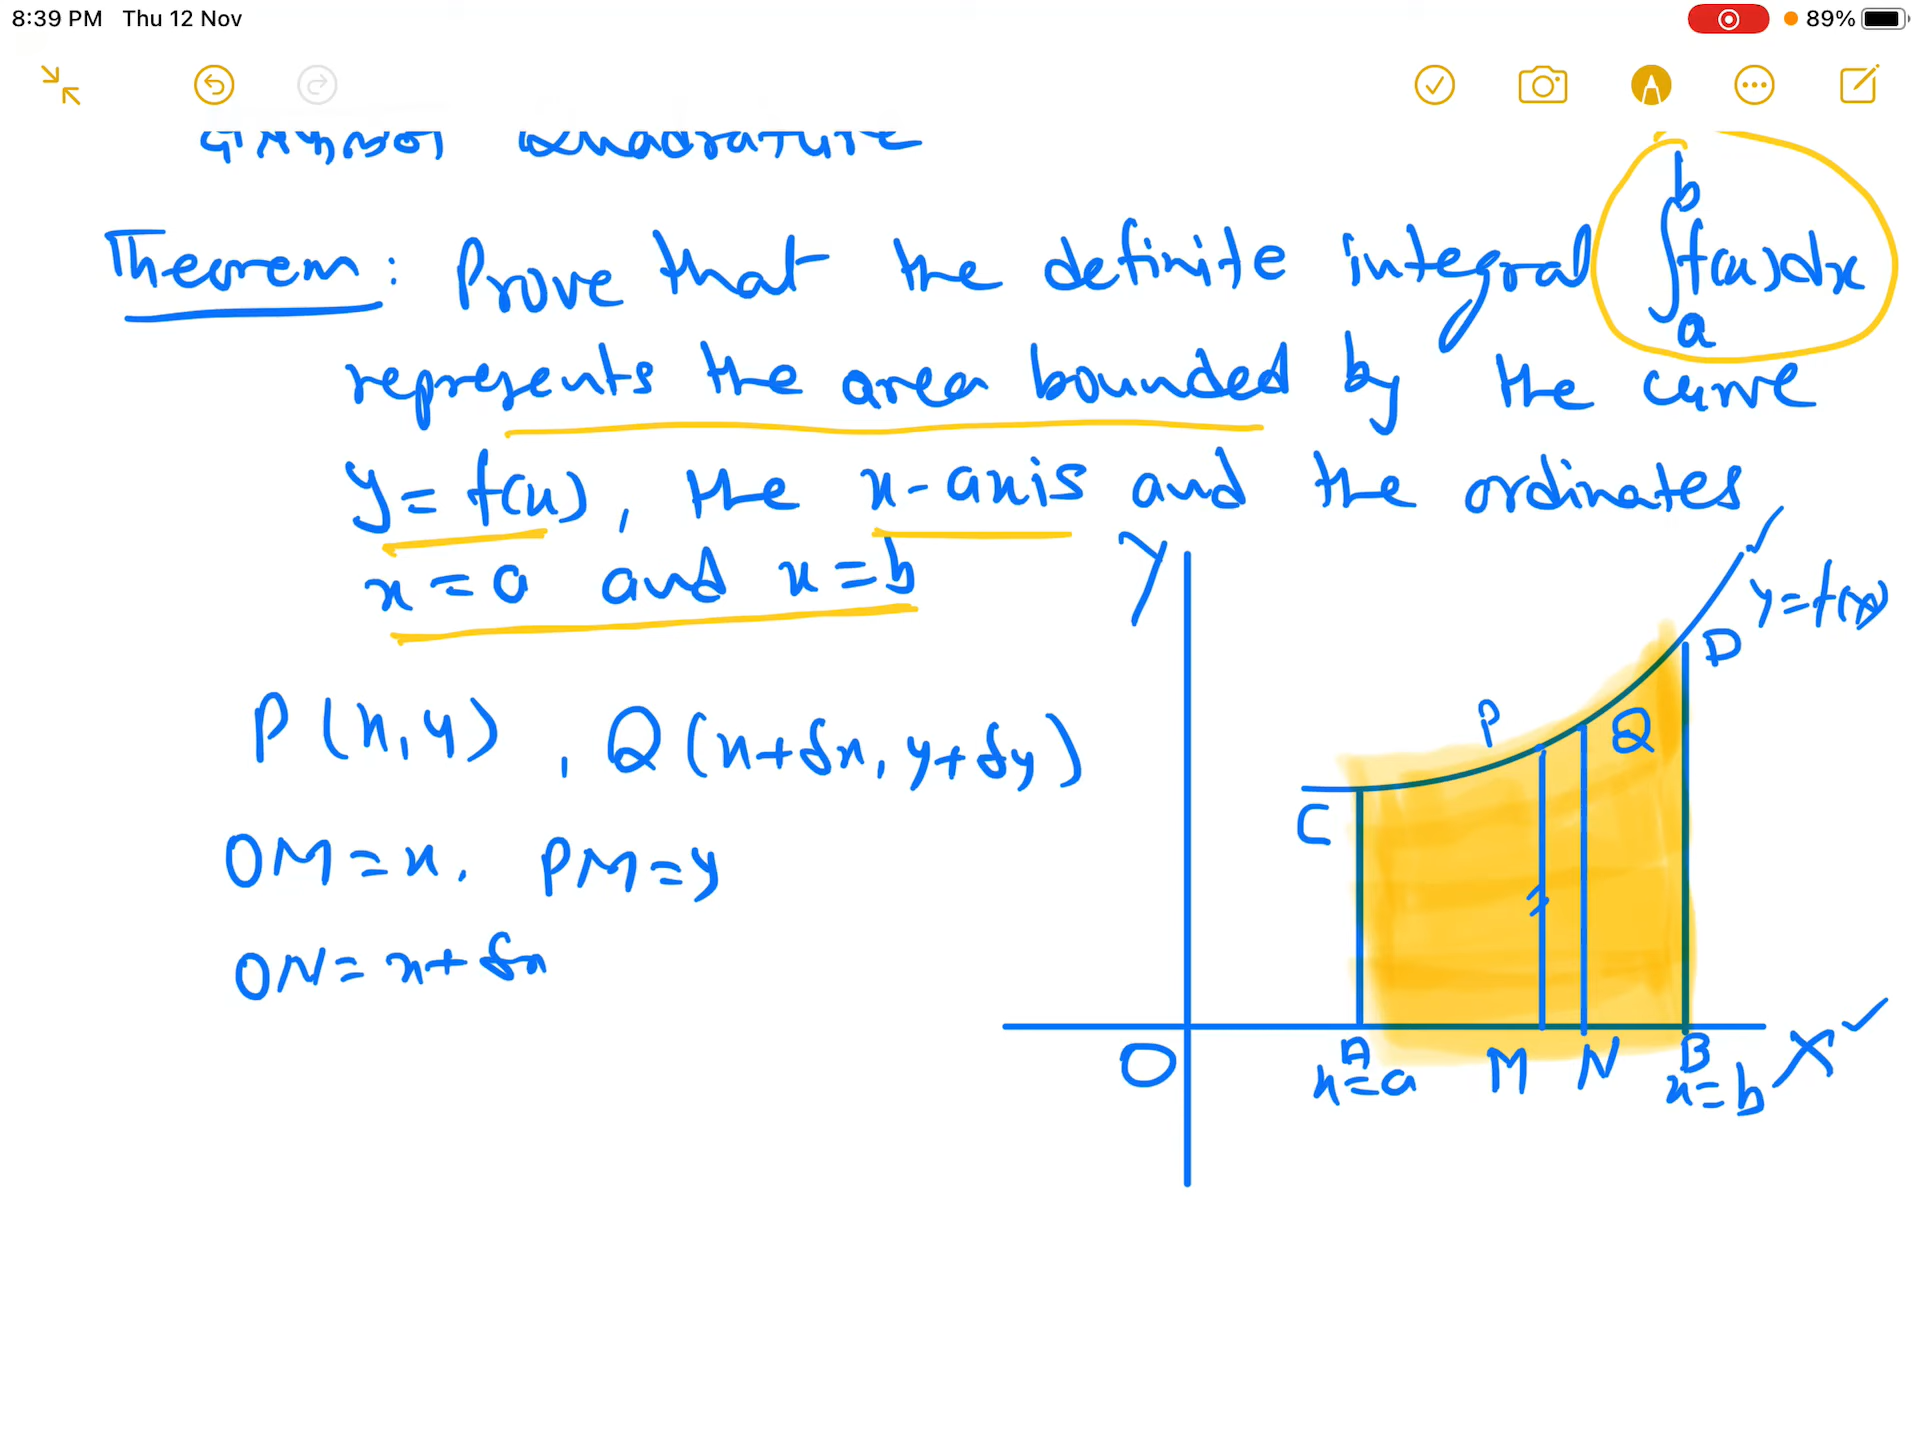 8:39 PM Thu 12 Nov 89%
Quadrature
Theorem: Prove that the definite integral ∫ₐᵇ f(x)dx
represents the area bounded by the curve
y = f(x), the x-axis and the ordinates
x = a and x = b
Y
y = f(x)
D
P (x, y), Q (x+δx, y+δy)
P
Q
C
OM = x, PM = y
ON = x + δx
O
A M N B X
x = a x = b